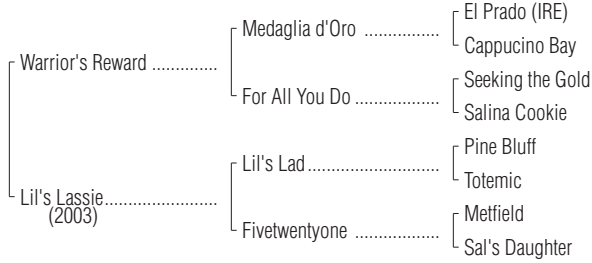 El Prado (IRE)
Medaglia d'Oro ................
Cappucino Bay
Warrior's Reward ..............
Seeking the Gold
For All You Do ..................
Salina Cookie
Pine Bluff
Lil's Lad ............................
Totemic
Lil's Lassie ........................
(2003)
Metfield
Fivetwentyone ..................
Sal's Daughter